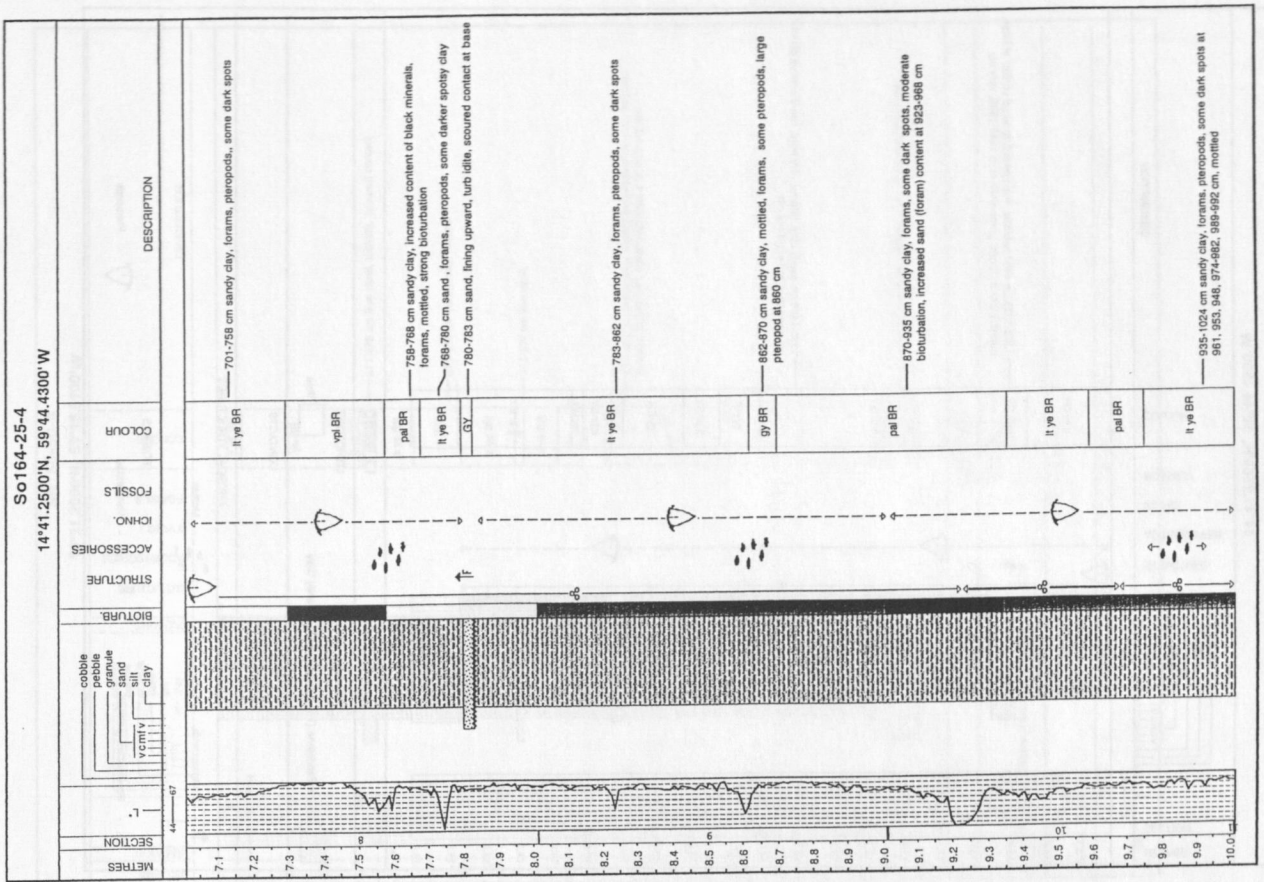 So164-25-4
14°41.2500'N, 59°44.4300'W
METRES
SECTION
L*
44 67
cobble
pebble
granule
sand
silt
clay
vcmfv
BIOTURB.
STRUCTURE
ACCESSORIES
ICHNO.
FOSSILS
COLOUR
DESCRIPTION
7.1
7.2
7.3
7.4
7.5
7.6
7.7
7.8
7.9
8.0
8.1
8.2
8.3
8.4
8.5
8.6
8.7
8.8
8.9
9.0
9.1
9.2
9.3
9.4
9.5
9.6
9.7
9.8
9.9
10.0
8
9
10
F
lt ye BR
vpl BR
pal BR
lt ye BR
GY
lt ye BR
gy BR
pal BR
lt ye BR
pal BR
lt ye BR
701-758 cm sandy clay, forams, pteropods,, some dark spots
758-768 cm sandy clay, increased content of black minerals,
forams, mottled, strong bioturbation
768-780 cm sand , forams, pteropods, some darker spotsy clay
780-783 cm sand, fining upward, turb idite, scoured contact at base
783-862 cm sandy clay, forams, pteropods, some dark spots
862-870 cm sandy clay, mottled, forams, some pteropods, large
pteropod at 860 cm
870-935 cm sandy clay, forams, some dark spots, moderate
bioturbation, increased sand (foram) content at 923-968 cm
935-1024 cm sandy clay, forams, pteropods, some dark spots at
961, 953, 948, 974-982, 989-992 cm, mottled